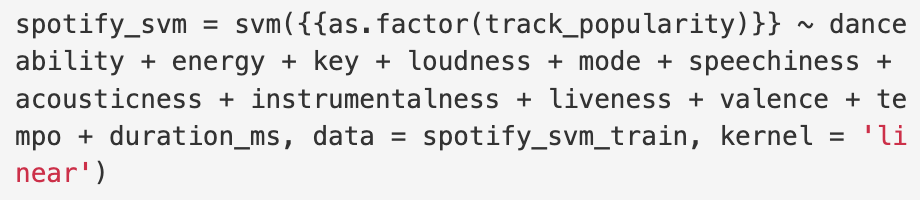 spotify_svm = svm({{as.factor(track_popularity)}} ~ dance
ability + energy + key + loudness + mode + speechiness +
acousticness + instrumentalness + liveness + valence + te
mpo + duration_ms, data = spotify_svm_train, kernel = 'li
near')